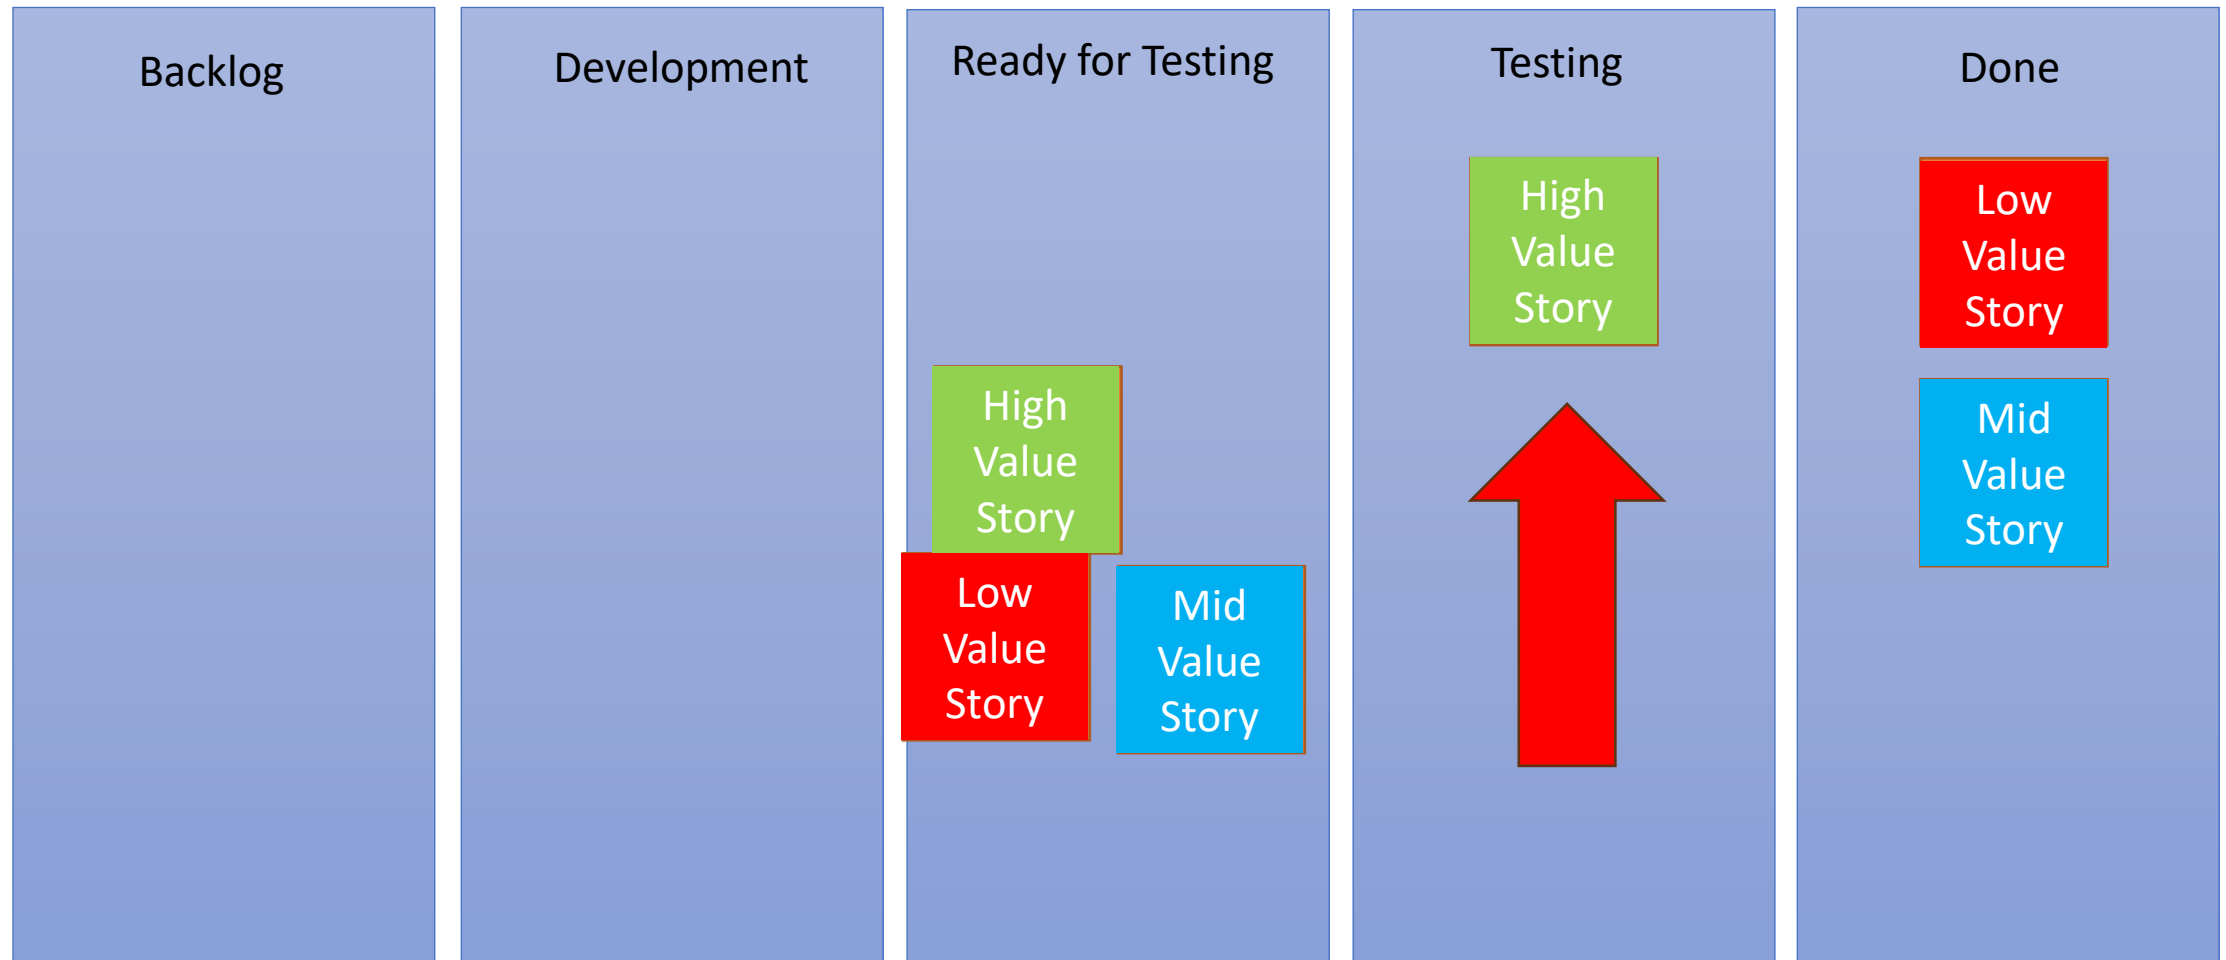 Backlog
Development
Ready for Testing
Testing
Done
High
Value
Story
Low
Value
Story
Mid
Value
Story
High
Value
Story
Low
Value
Story
Mid
Value
Story